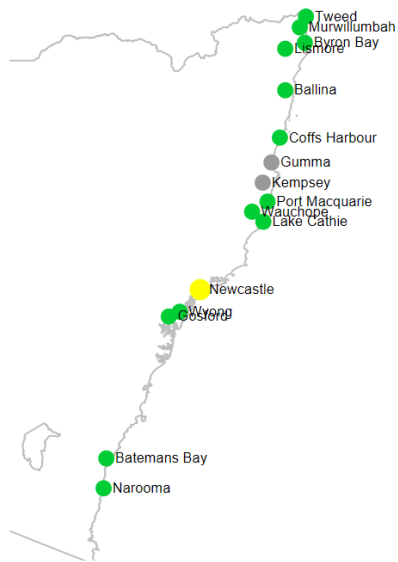 Tweed
Murwillumbah
Byron Bay
Lismore
Ballina
Coffs Harbour
Gumma
Kempsey
Port Macquarie
Wauchope
Lake Cathie
Newcastle
Wyong
Gosford
Batemans Bay
Narooma